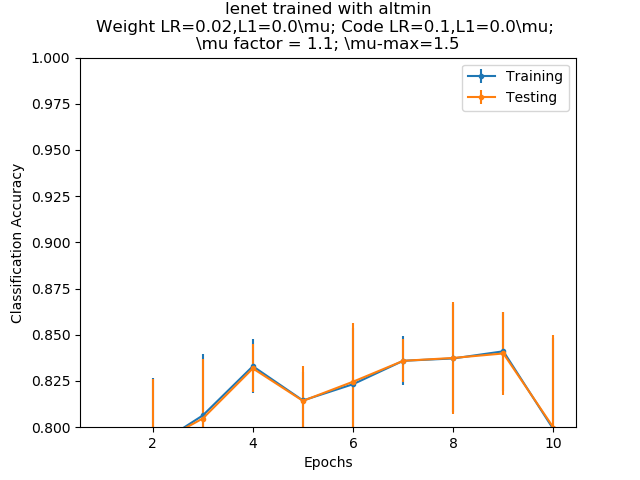 lenet trained with altmin
Weight LR=0.02,L1=0.0\mu; Code LR=0.1,L1=0.0\mu;
\mu factor = 1.1; \mu-max=1.5
1.000
0.975
0.950
0.925
0.900
0.875
0.850
0.825
0.800
Classification Accuracy
Training
Testing
2
4
6
8
10
Epochs